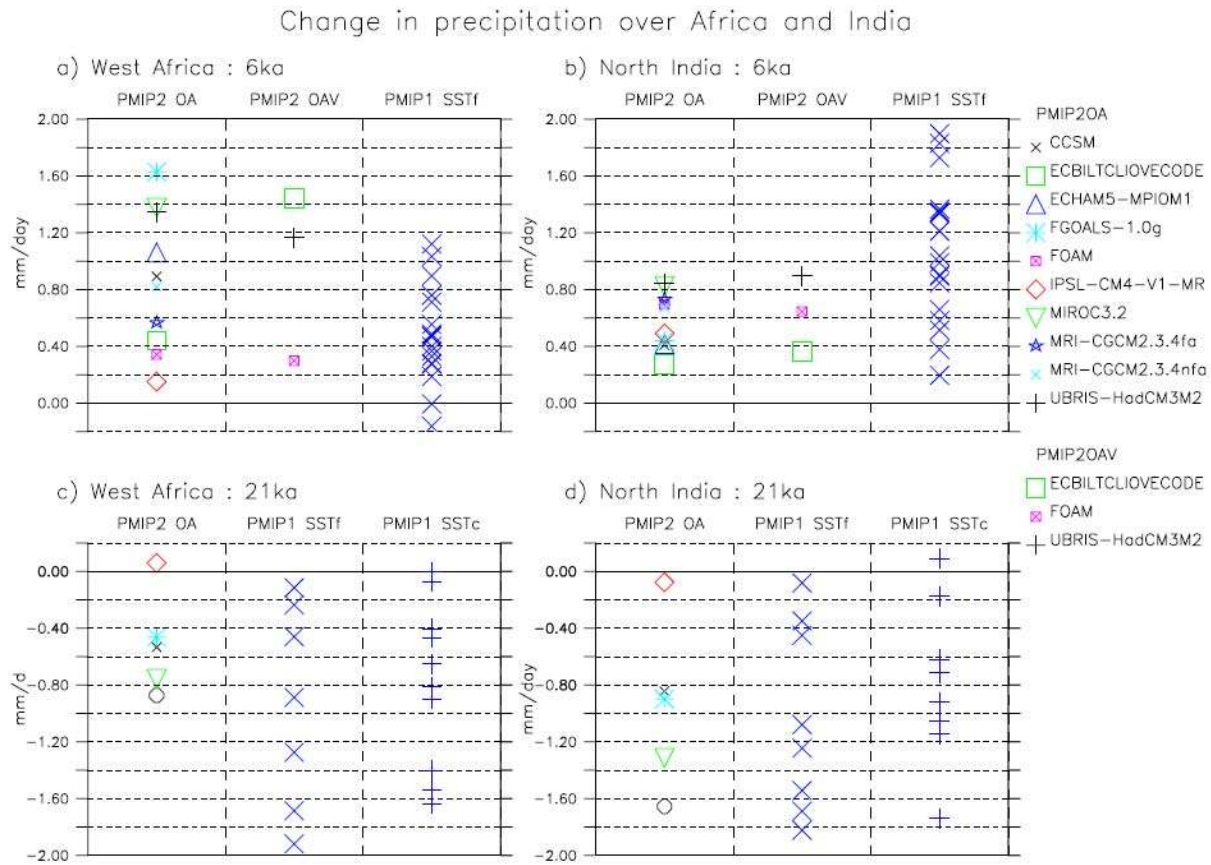 Change in precipitation over Africa and India
a) West Africa : 6ka
PMIP2 OA PMIP2 OAV PMIP1 SSTf
2.00
1.60
1.20
0.80
0.40
0.00
mm/day
b) North India : 6ka
PMIP2 OA PMIP2 OAV PMIP1 SSTf
2.00
1.60
1.20
0.80
0.40
0.00
mm/day
PMIP2OA
CCSM
ECBILTCLIOVECODE
ECHAM5-MPIOM1
FGOALS-1.0g
FOAM
IPSL-CM4-V1-MR
MIROC3.2
MRI-CGCM2.3.4fa
MRI-CGCM2.3.4nfa
UBRIS-HadCM3M2
PMIP2OAV
ECBILTCLIOVECODE
FOAM
UBRIS-HadCM3M2
c) West Africa : 21ka
PMIP2 OA PMIP1 SSTf PMIP1 SSTc
0.00
-0.40
-0.80
-1.20
-1.60
-2.00
mm/d
d) North India : 21ka
PMIP2 OA PMIP1 SSTf PMIP1 SSTc
0.00
-0.40
-0.80
-1.20
-1.60
-2.00
mm/day